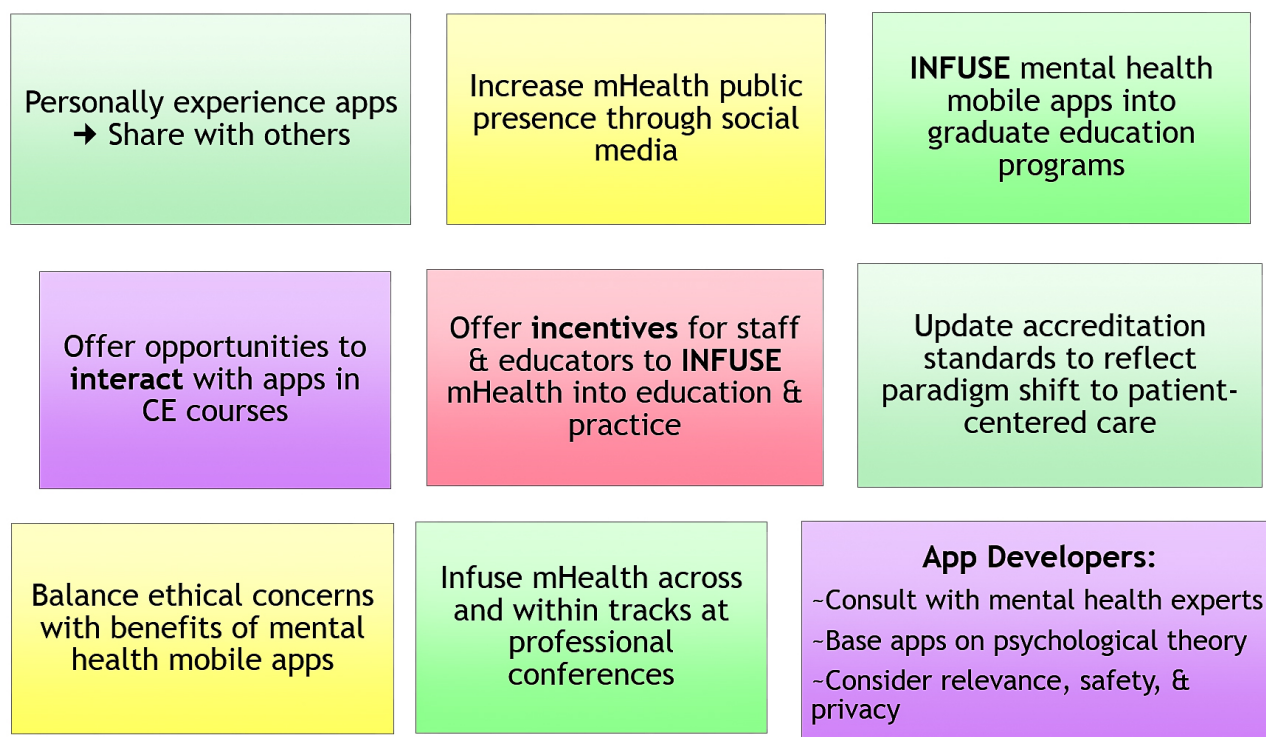 Personally experience apps
➜ Share with others
Increase mHealth public
presence through social
media
INFUSE mental health
mobile apps into
graduate education
programs
Offer opportunities to
interact with apps in
CE courses
Offer incentives for staff
& educators to INFUSE
mHealth into education &
practice
Update accreditation
standards to reflect
paradigm shift to patient-
centered care
Balance ethical concerns
with benefits of mental
health mobile apps
Infuse mHealth across
and within tracks at
professional
conferences
App Developers:
~Consult with mental health experts
~Base apps on psychological theory
~Consider relevance, safety, &
privacy